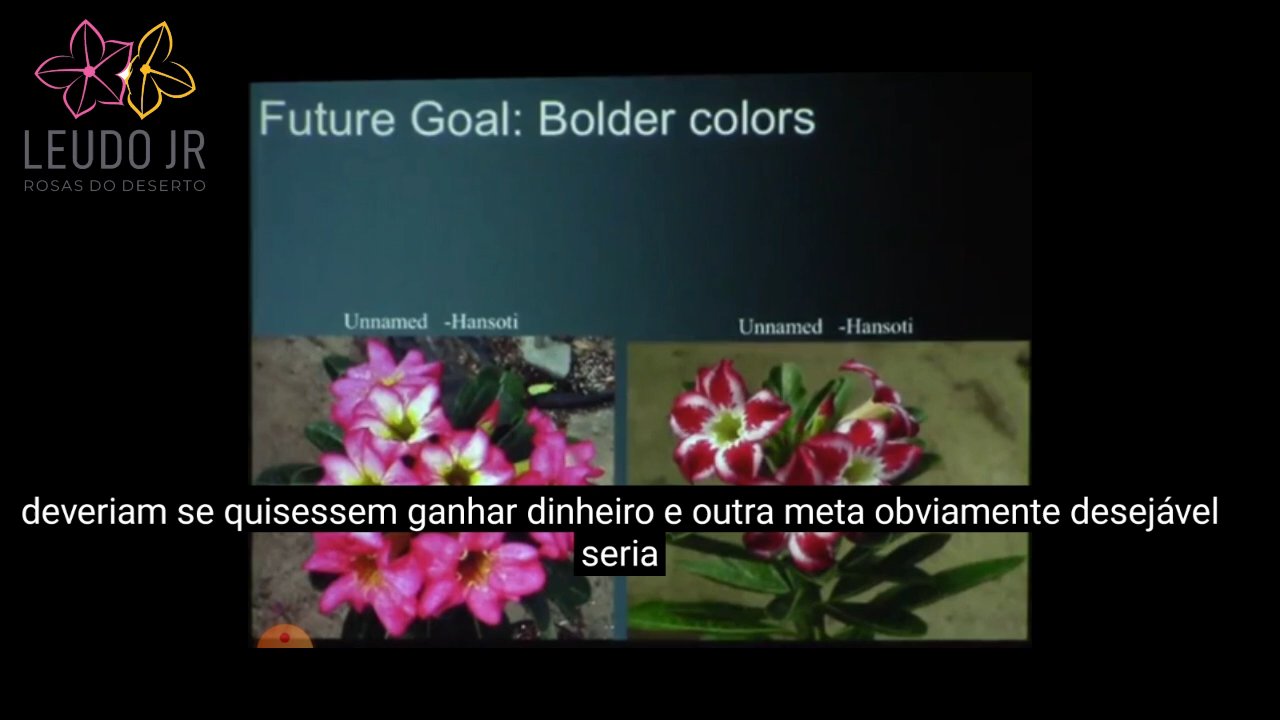 LEUDO JR
ROSAS DO DESERTO
Future Goal: Bolder colors
Unnamed -Hansoti
Unnamed -Hansoti
deveriam se quisessem ganhar dinheiro e outra meta obviamente desejável
seria